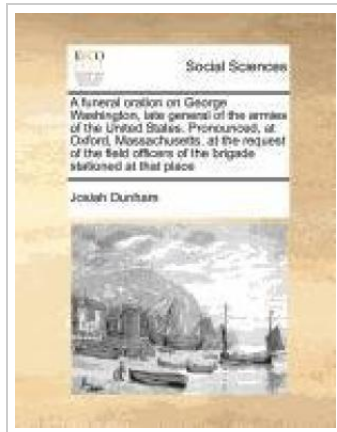 ECCO
Social Sciences
A funeral oration on George
Washington, late general of the armies
of the United States. Pronounced, at
Oxford, Massachusetts, at the request
of the field officers of the brigade
stationed at that place
Josiah Dunham